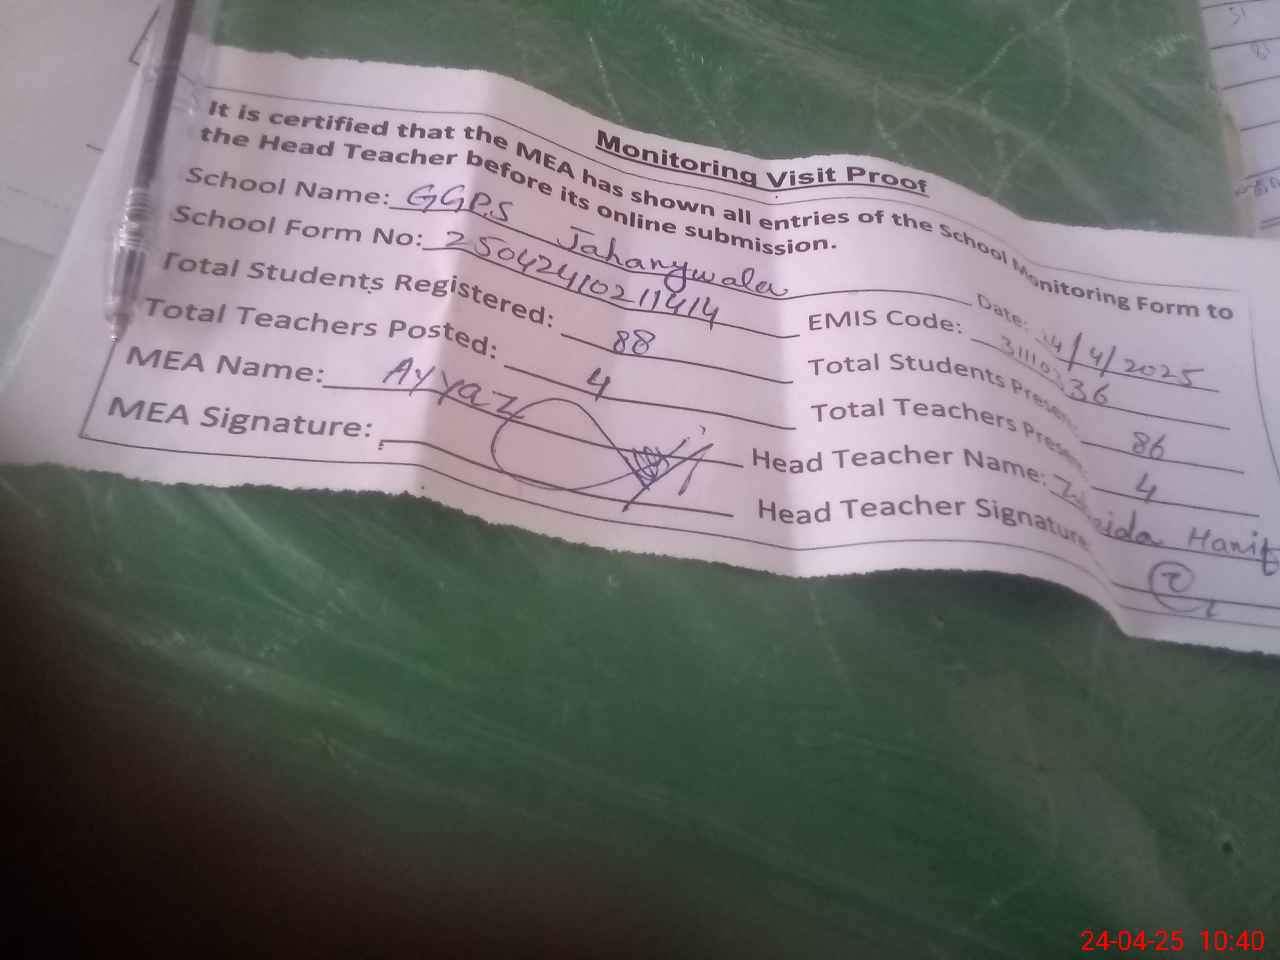 Monitoring Visit Proof
It is certified that the MEA has shown all entries of the School Monitoring Form to
the Head Teacher before its online submission.
School Name: GGPS Jahanywala Date: 4/4/2025
School Form No: 25042410211414 EMIS Code:
Total Students Registered: 88 Total Students Present: 86
Total Teachers Posted: 4 Total Teachers Present: 4
MEA Name: Ayyaz Head Teacher Name: Hanif
MEA Signature: Head Teacher Signature
24-04-25 10:40